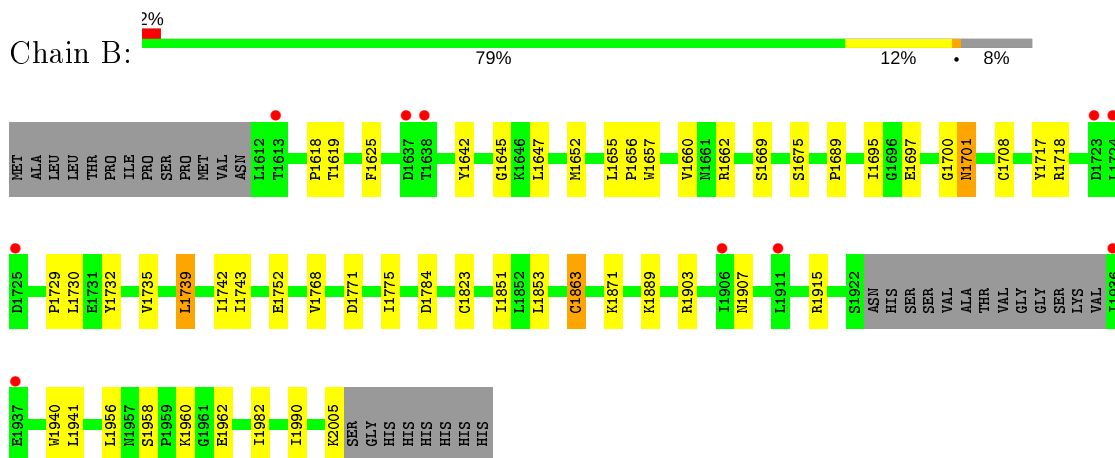 2%
Chain B:
79% 12% • 8%
MET ALA LEU LEU THR PRO ILE PRO SER PRO MET VAL ASN L1612 T1613 P1618 T1619 F1625 D1637 T1638 Y1642 G1645 K1646 L1647 M1652 L1655 P1656 W1657 V1660 N1661 R1662 S1669 S1675 P1689 I1695 G1696 E1697 G1700 N1701 C1708 Y1717 R1718 D1723 L1724
D1725 P1729 L1730 E1731 Y1732 V1735 L1739 I1742 I1743 E1752 V1768 D1771 I1775 D1784 C1823 I1851 L1852 L1853 C1863 K1871 K1889 R1903 I1906 N1907 L1911 R1915 S1922 ASN HIS SER SER VAL ALA THR VAL GLY GLY SER LYS VAL I1936
E1937 W1940 L1941 L1956 N1957 S1958 P1959 K1960 G1961 E1962 I1982 I1990 K2005 SER GLY HIS HIS HIS HIS HIS HIS